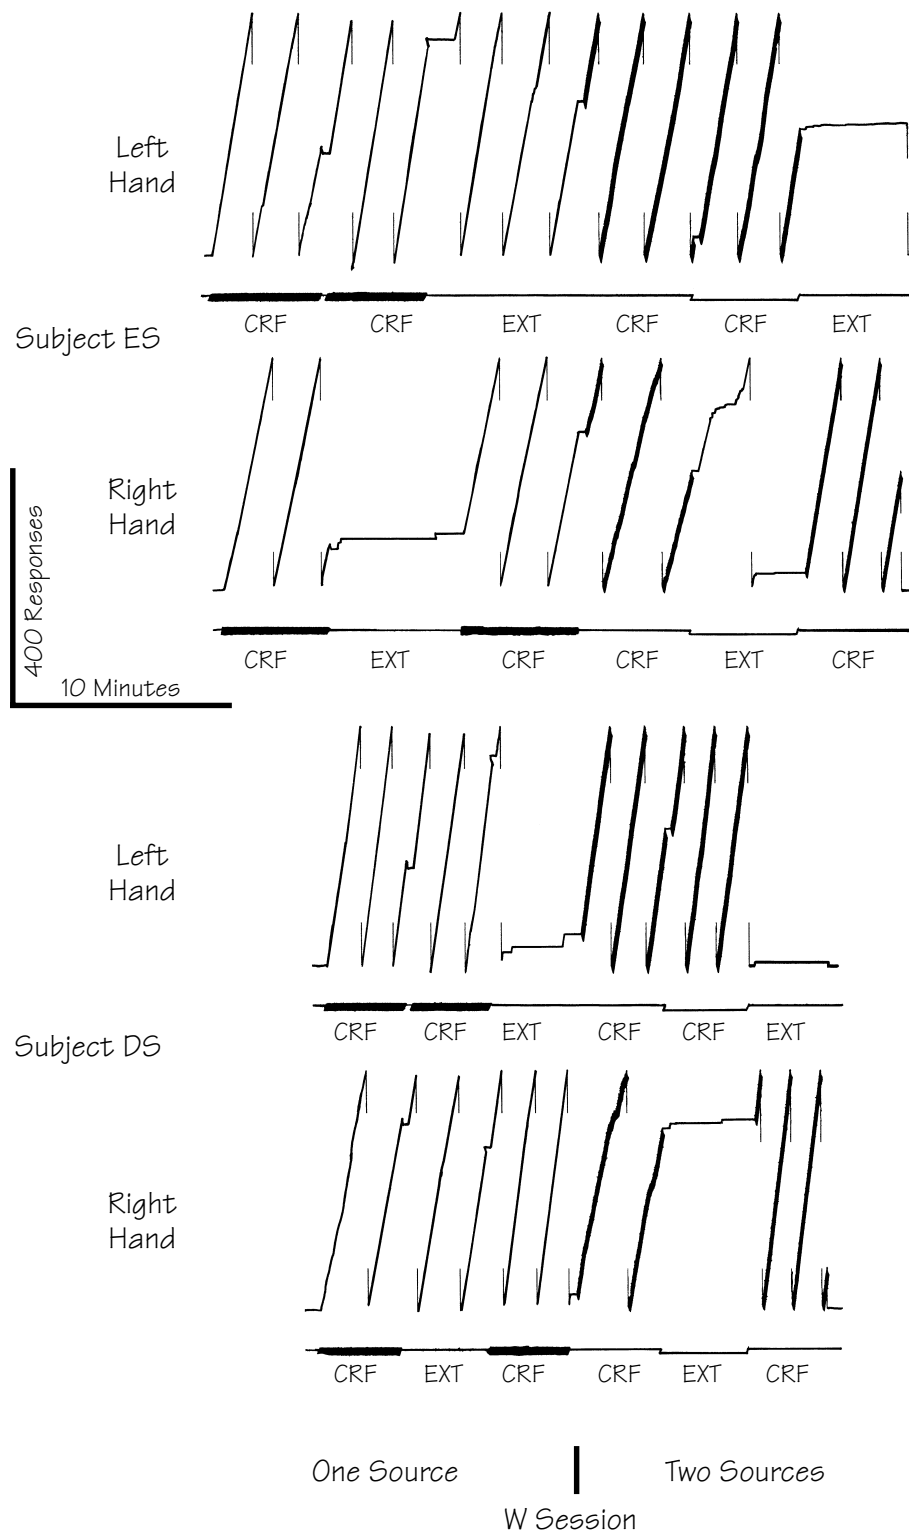 Left
Hand
CRF CRF EXT CRF CRF EXT
Subject ES
Right
Hand
400 Responses
CRF EXT CRF CRF EXT CRF
10 Minutes
Left
Hand
CRF CRF EXT CRF CRF EXT
Subject DS
Right
Hand
CRF EXT CRF CRF EXT CRF
One Source Two Sources
W Session